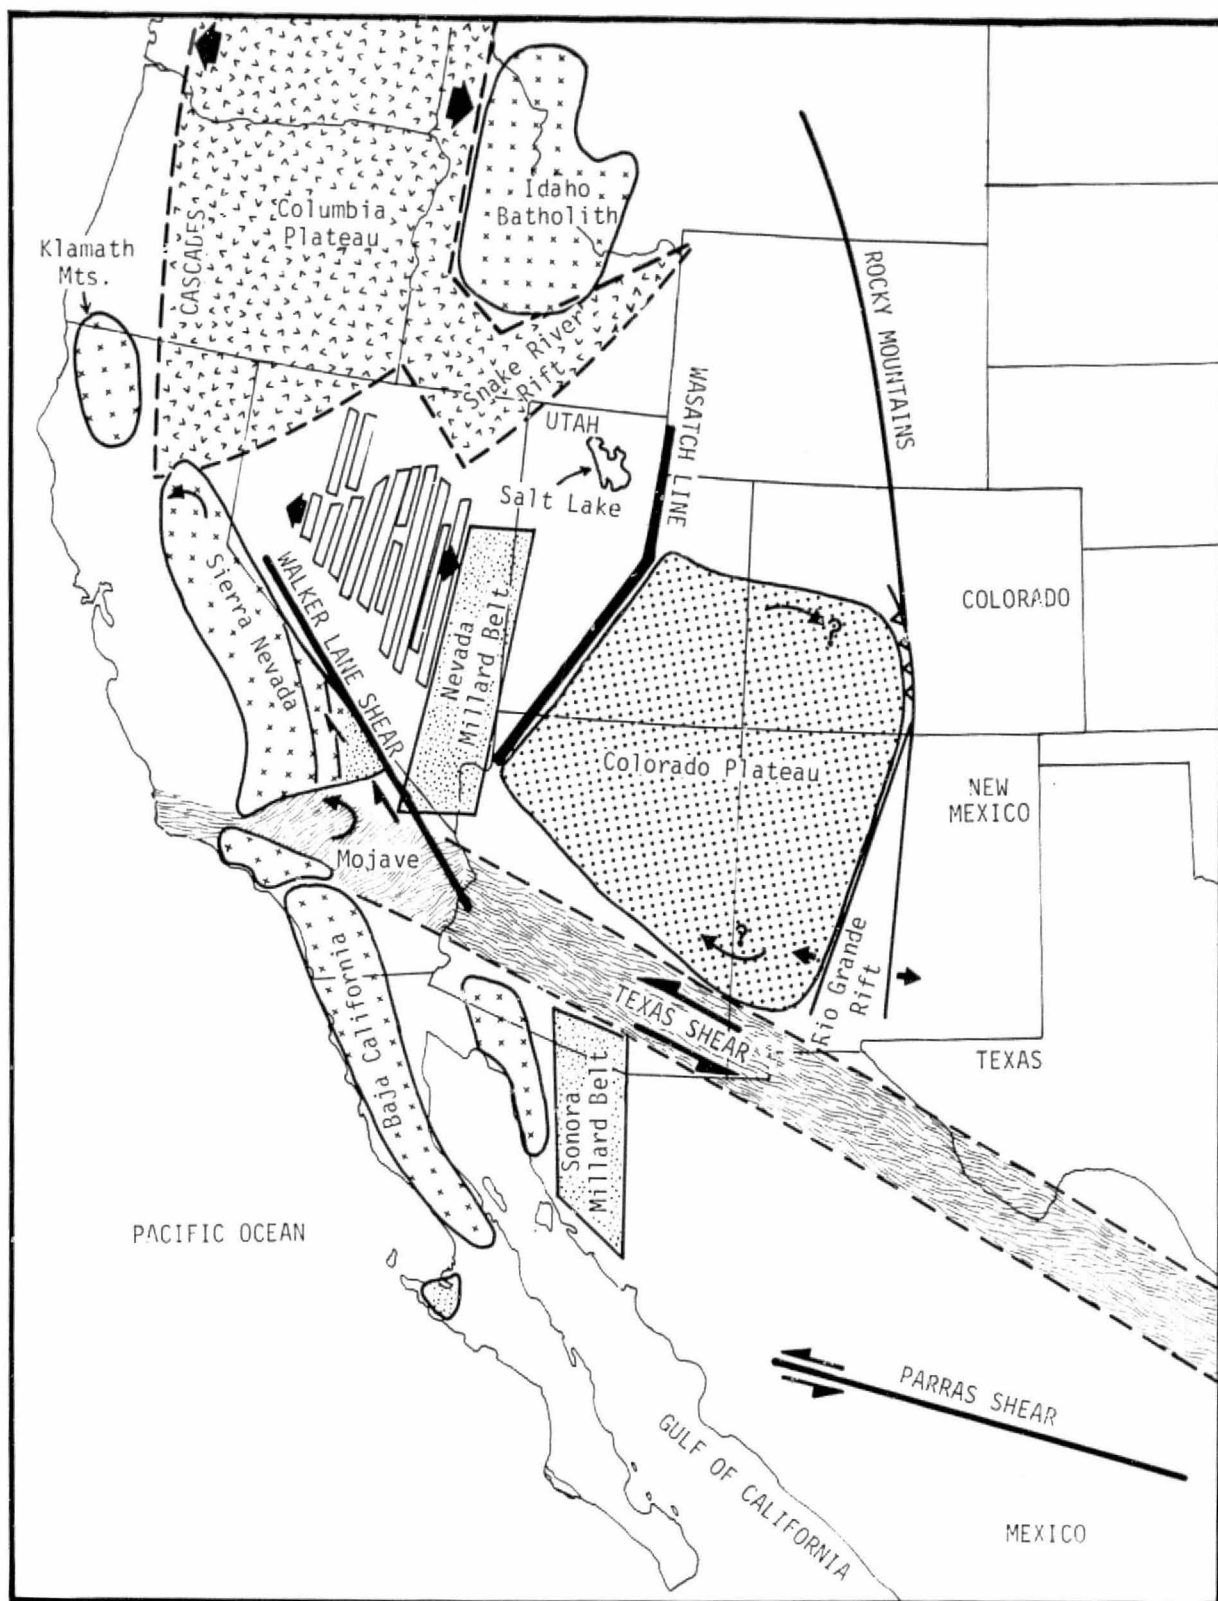 Columbia
Plateau
Idaho
Batholith
Klamath
Mts.
CASCADES
ROCKY MOUNTAINS
Snake River
Rift
WASATCH LINE
UTAH
Salt Lake
Sierra Nevada
WALKER LANE SHEAR
Nevada
Millard Belt
?
COLORADO
Colorado Plateau
NEW
MEXICO
Mojave
?
Rio Grande
Rift
Baja California
TEXAS SHEAR
TEXAS
Sonora
Millard Belt
PACIFIC OCEAN
PARRAS SHEAR
GULF OF CALIFORNIA
MEXICO